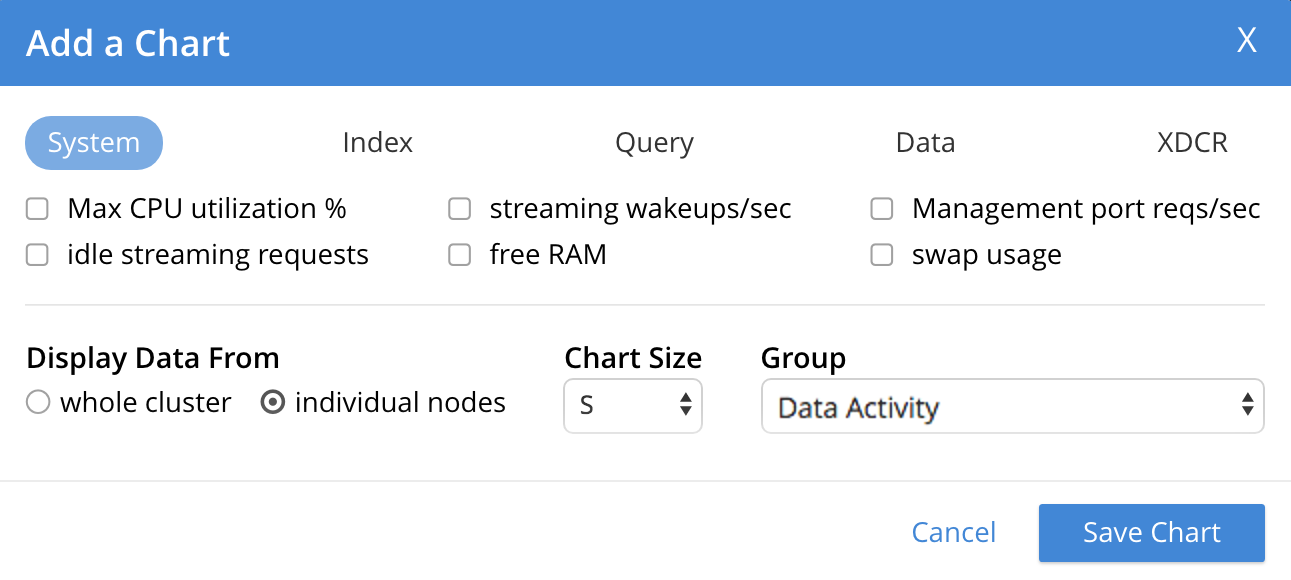 Add a Chart X
System Index Query Data XDCR
Max CPU utilization % streaming wakeups/sec Management port reqs/sec
idle streaming requests free RAM swap usage
Display Data From Chart Size Group
whole cluster individual nodes S Data Activity
Cancel Save Chart